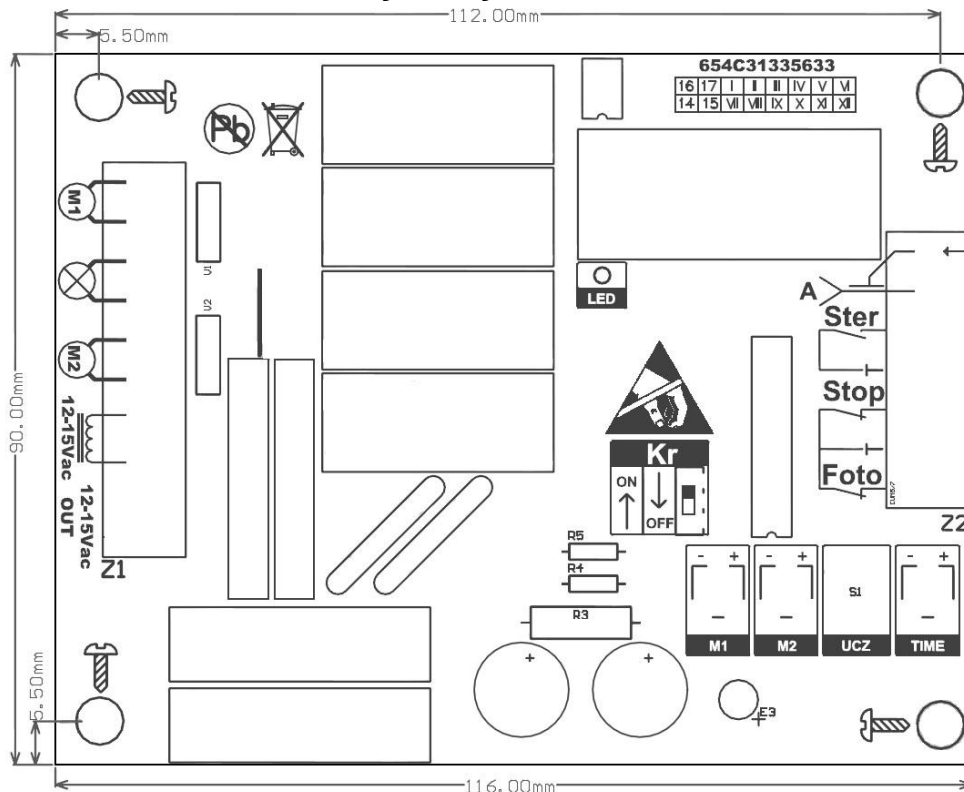 112.00mm
5.50mm
654C31335633
16 17 I II III IV V VI
14 15 VII VIII IX X XI XII
Pb
M1
U1
LED
A
Ster
U2
M2
90.00mm
12-15Vac
Stop
Kr
ON
OFF
Foto
12-15Vac
OUT
Z1
Z2
R5
R4
S1
R3
- +
- +
- +
M1
M2
UCZ
TIME
+
+
E3
+
5.50mm
116.00mm